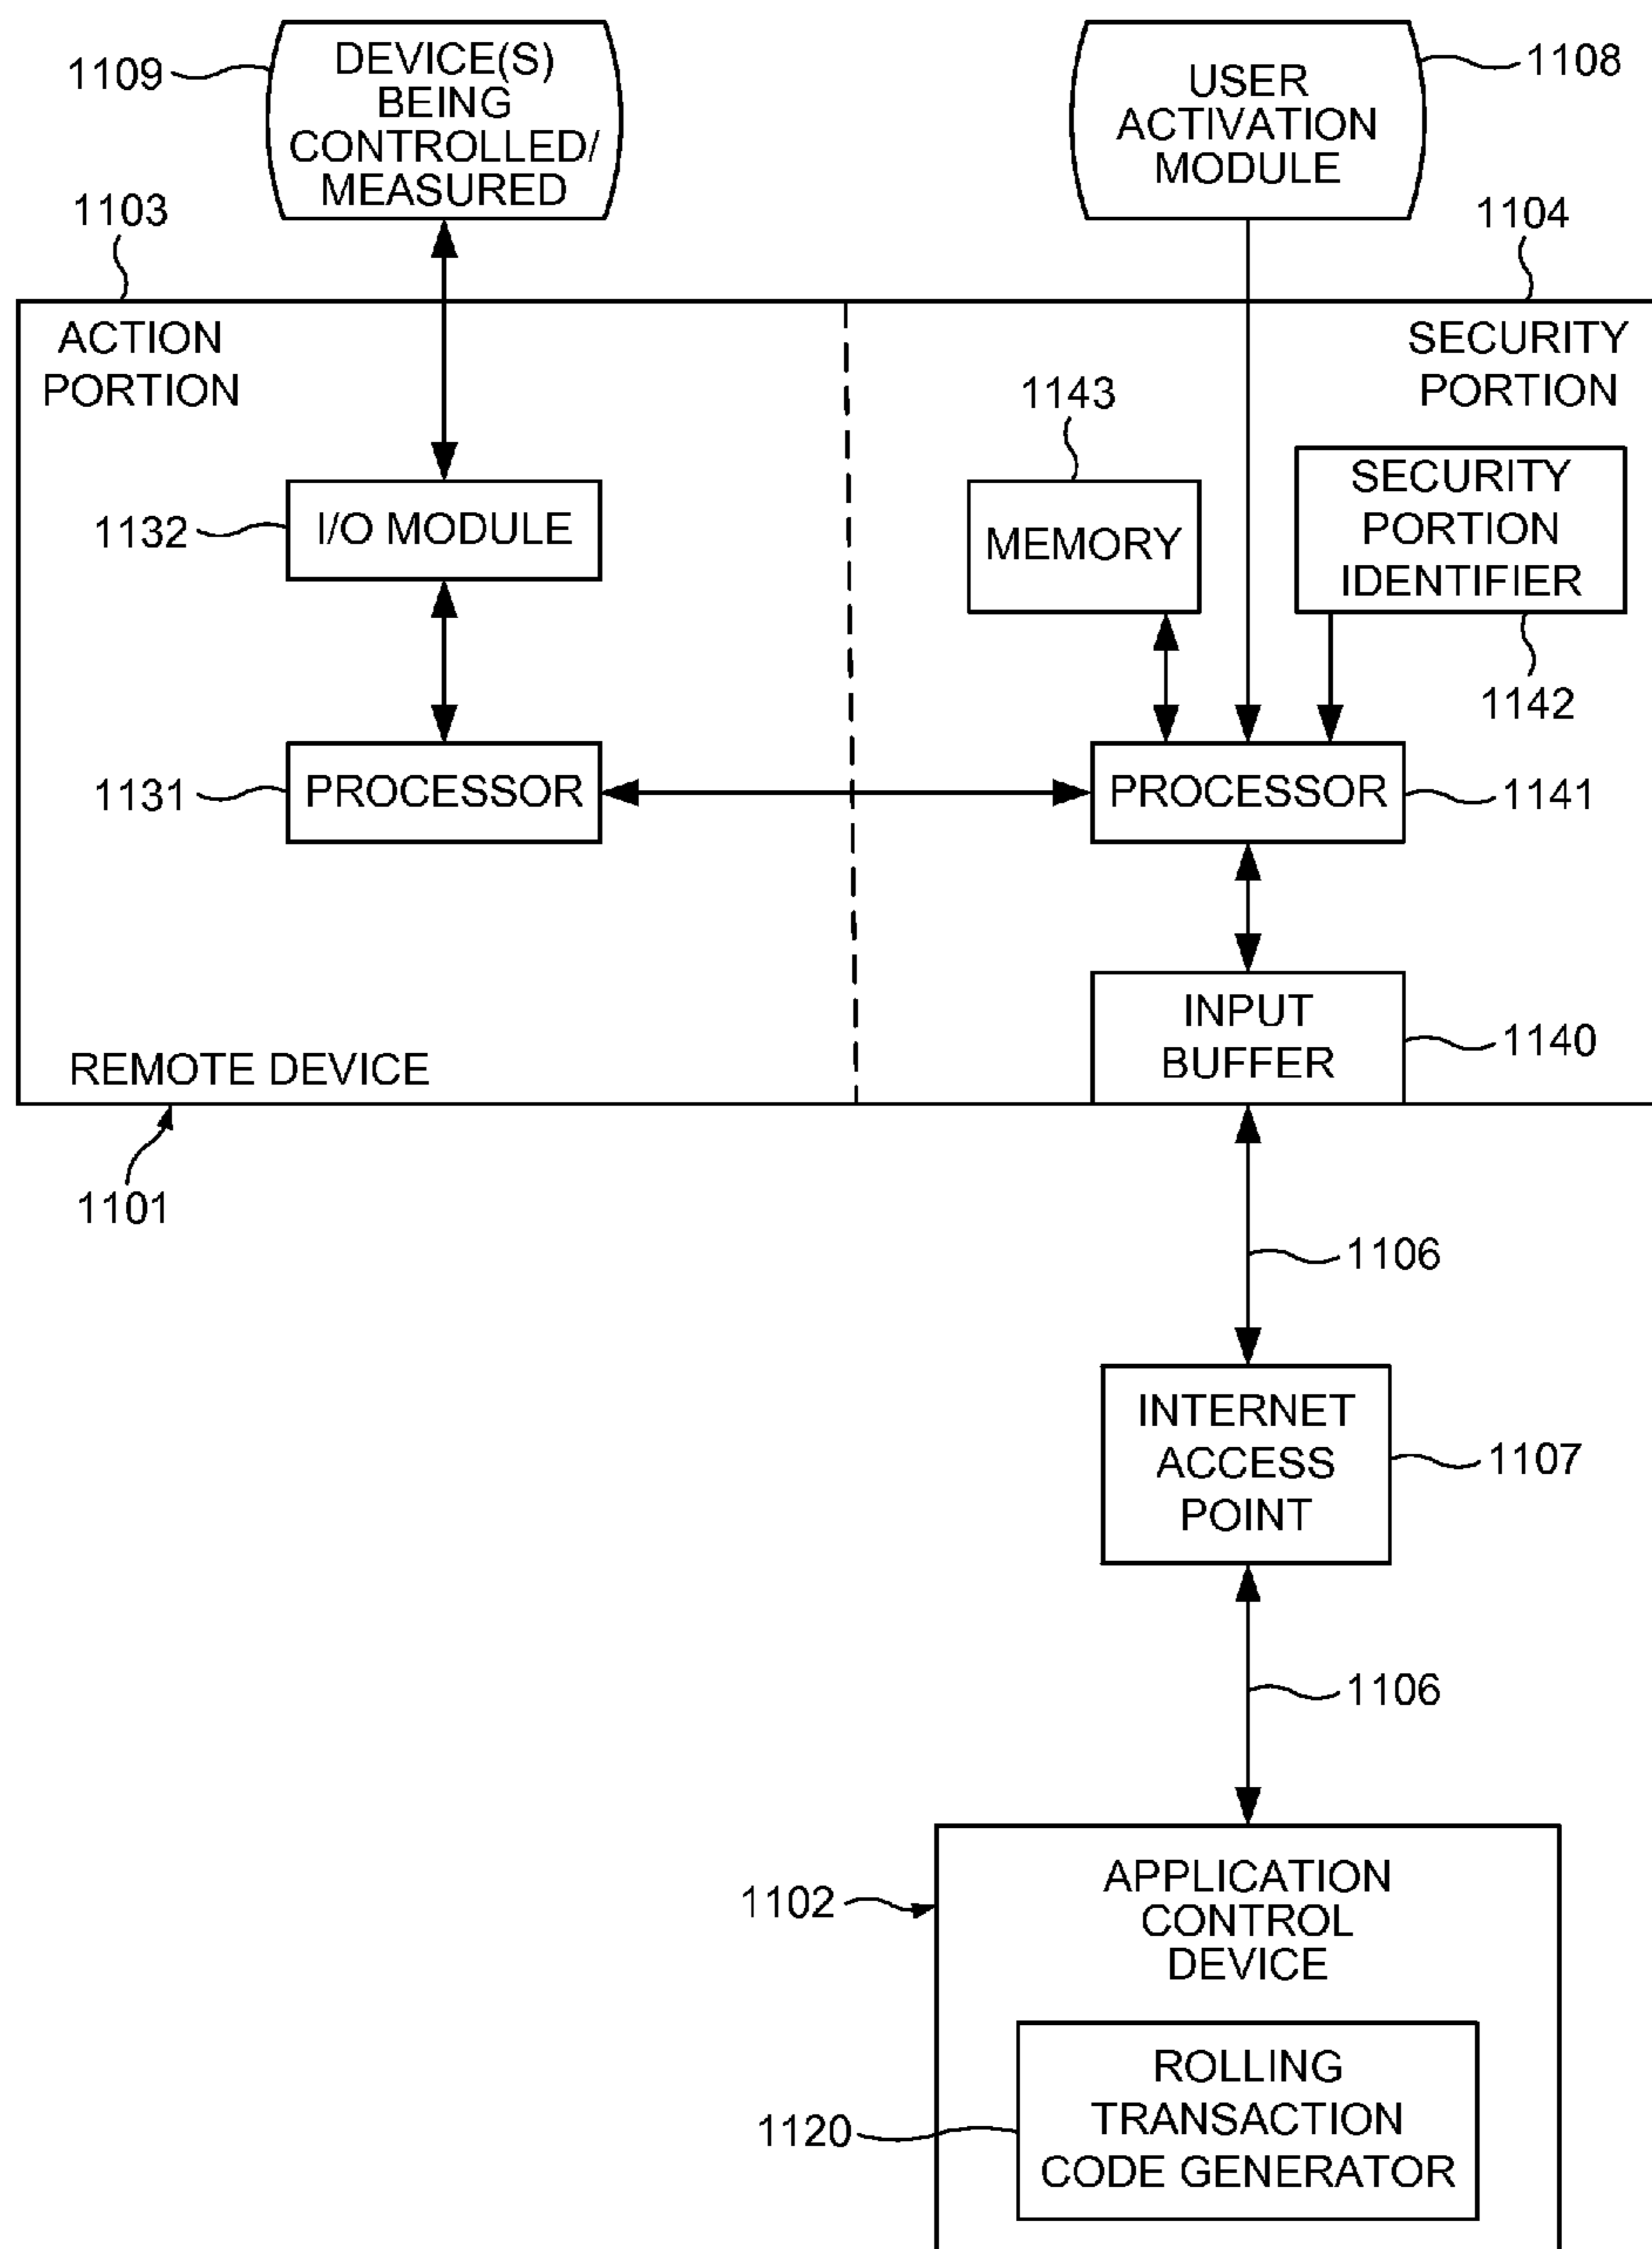 1109
DEVICE(S)
BEING
CONTROLLED/
MEASURED
USER
ACTIVATION
MODULE
1108
1103
1104
ACTION
PORTION
SECURITY
PORTION
1143
1132
I/O MODULE
MEMORY
SECURITY
PORTION
IDENTIFIER
1142
1131
PROCESSOR
PROCESSOR
1141
INPUT
BUFFER
1140
REMOTE DEVICE
1101
1106
INTERNET
ACCESS
POINT
1107
1106
1102
APPLICATION
CONTROL
DEVICE
1120
ROLLING
TRANSACTION
CODE GENERATOR